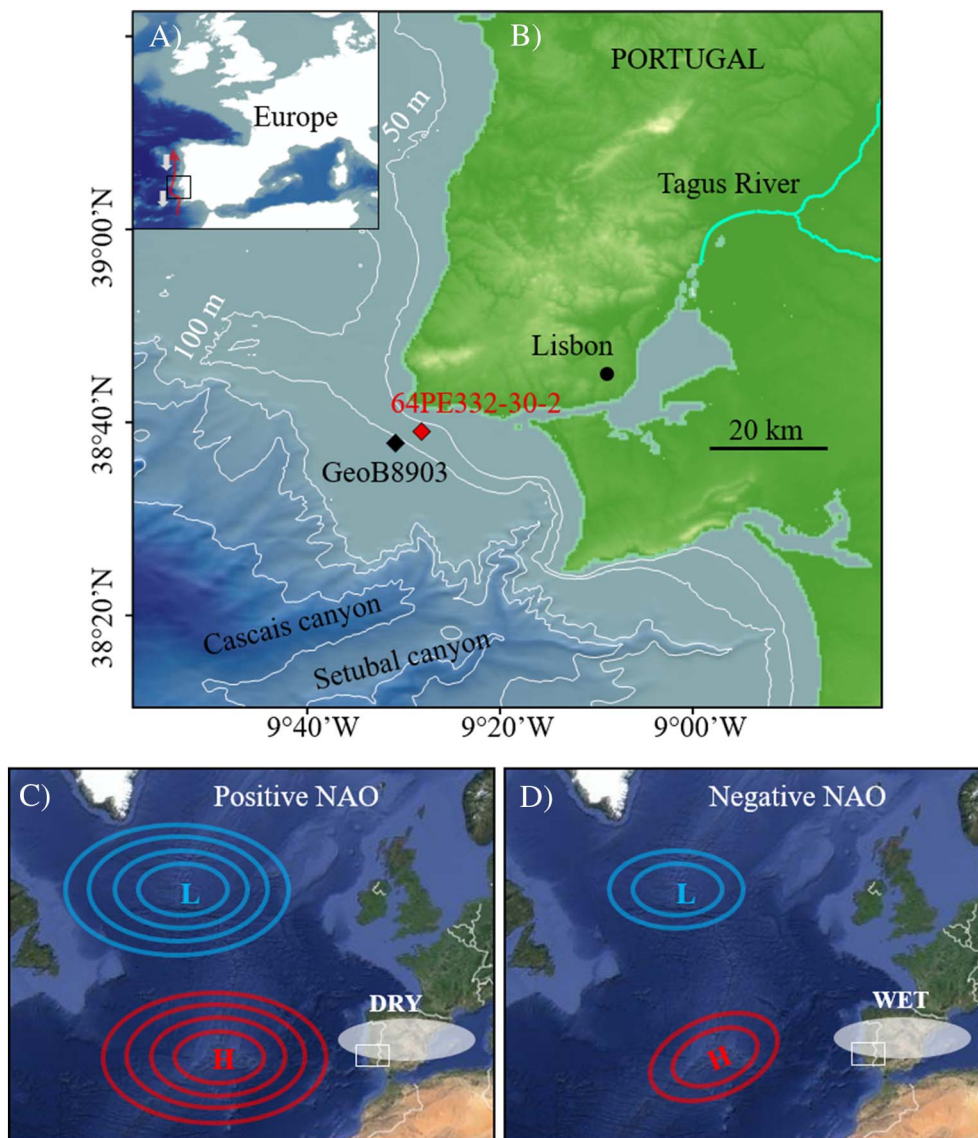 A)
Europe
B)
PORTUGAL
50 m
Tagus River
39°00’N
100 m
Lisbon
64PE332-30-2
38°40’N
20 km
GeoB8903
38°20’N
Cascais canyon
Setubal canyon
9°40’W
9°20’W
9°00’W
C)
Positive NAO
L
DRY
H
D)
Negative NAO
L
WET
H